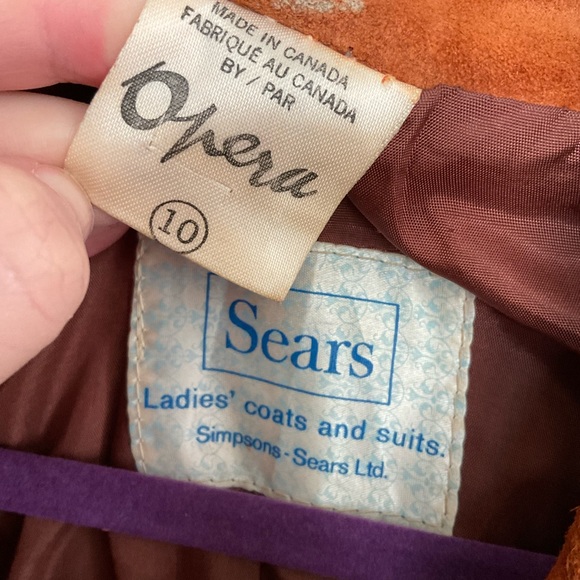 MADE IN CANADA
FABRIQUÉ AU CANADA
BY / PAR
Opera
10
Sears
Ladies' coats and suits.
Simpsons-Sears Ltd.